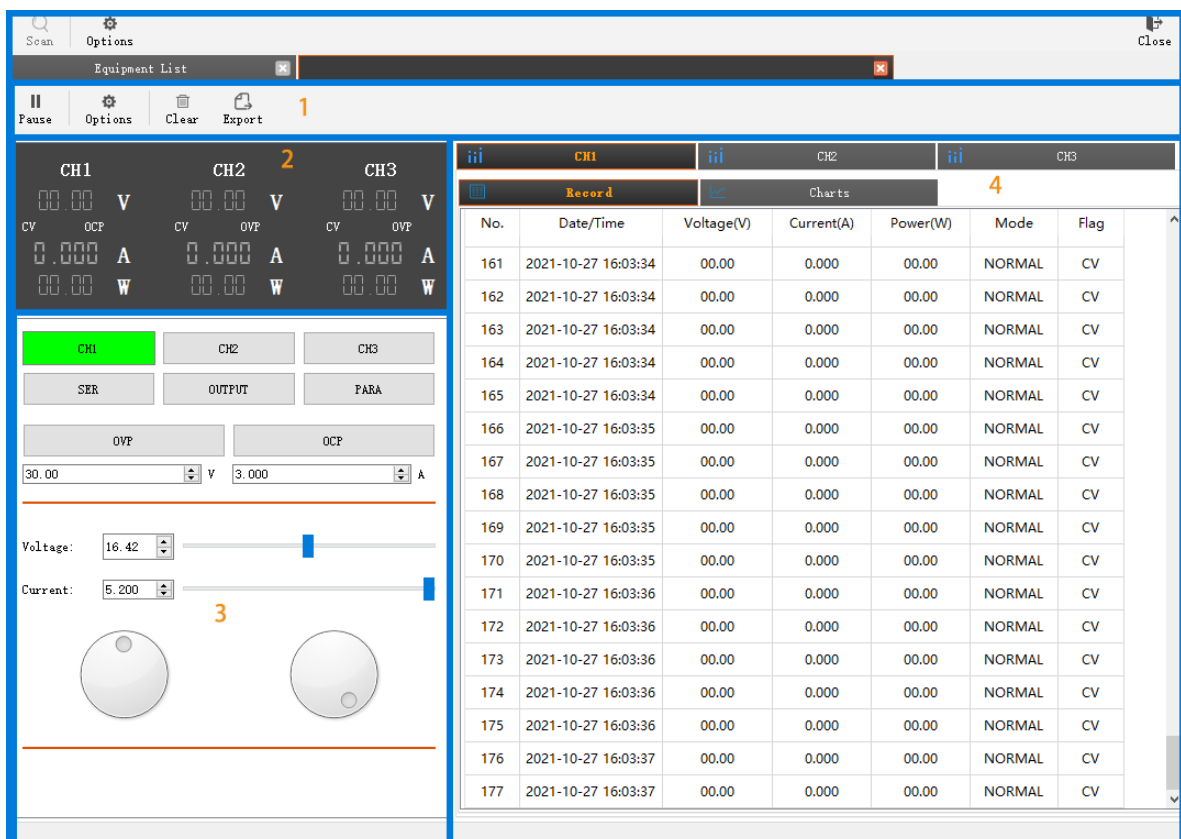 Scan Options Close
Equipment List
Pause Options Clear Export 1
2
CH1 CH2 CH3
00.00 V 00.00 V 00.00 V
CV OCP CV OVP CV OVP
0.000 A 0.000 A 0.000 A
00.00 W 00.00 W 00.00 W
CH1 CH2 CH3
SER OUTPUT PARA
OVP OCP
30.00 V 3.000 A
Voltage: 16.42
Current: 5.200
3
CH1 CH2 CH3
Record Charts 4
No. Date/Time Voltage(V) Current(A) Power(W) Mode Flag
161 2021-10-27 16:03:34 00.00 0.000 00.00 NORMAL CV
162 2021-10-27 16:03:34 00.00 0.000 00.00 NORMAL CV
163 2021-10-27 16:03:34 00.00 0.000 00.00 NORMAL CV
164 2021-10-27 16:03:34 00.00 0.000 00.00 NORMAL CV
165 2021-10-27 16:03:34 00.00 0.000 00.00 NORMAL CV
166 2021-10-27 16:03:35 00.00 0.000 00.00 NORMAL CV
167 2021-10-27 16:03:35 00.00 0.000 00.00 NORMAL CV
168 2021-10-27 16:03:35 00.00 0.000 00.00 NORMAL CV
169 2021-10-27 16:03:35 00.00 0.000 00.00 NORMAL CV
170 2021-10-27 16:03:35 00.00 0.000 00.00 NORMAL CV
171 2021-10-27 16:03:36 00.00 0.000 00.00 NORMAL CV
172 2021-10-27 16:03:36 00.00 0.000 00.00 NORMAL CV
173 2021-10-27 16:03:36 00.00 0.000 00.00 NORMAL CV
174 2021-10-27 16:03:36 00.00 0.000 00.00 NORMAL CV
175 2021-10-27 16:03:36 00.00 0.000 00.00 NORMAL CV
176 2021-10-27 16:03:37 00.00 0.000 00.00 NORMAL CV
177 2021-10-27 16:03:37 00.00 0.000 00.00 NORMAL CV